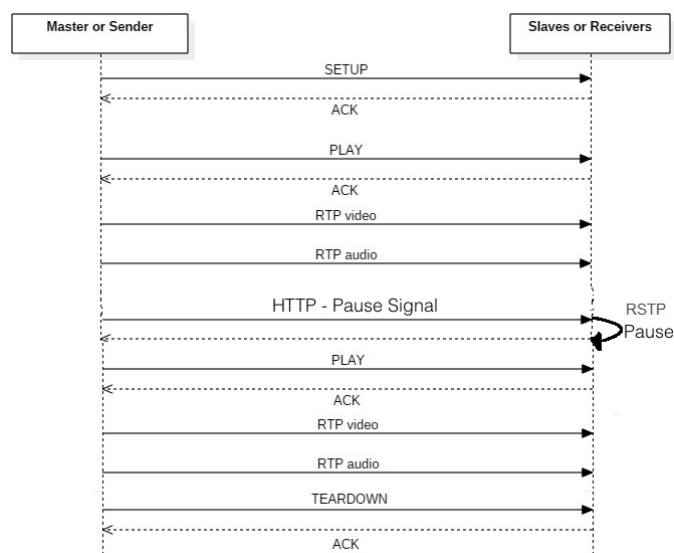 Master or Sender
Slaves or Receivers
SETUP
ACK
PLAY
ACK
RTP video
RTP audio
HTTP - Pause Signal
RSTP
Pause
PLAY
ACK
RTP video
RTP audio
TEARDOWN
ACK